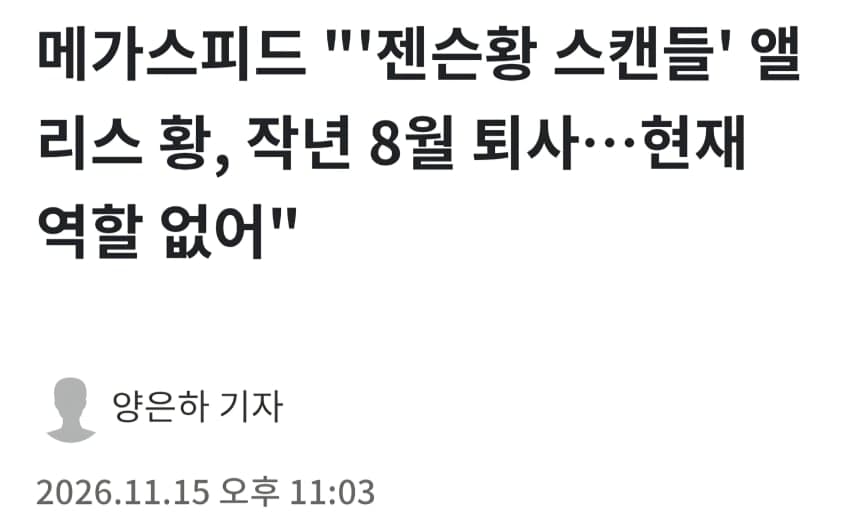 메가스피드 "'젠슨황 스캔들' 앨
리스 황, 작년 8월 퇴사…현재
역할 없어"
양은하 기자
2026.11.15 오후 11:03